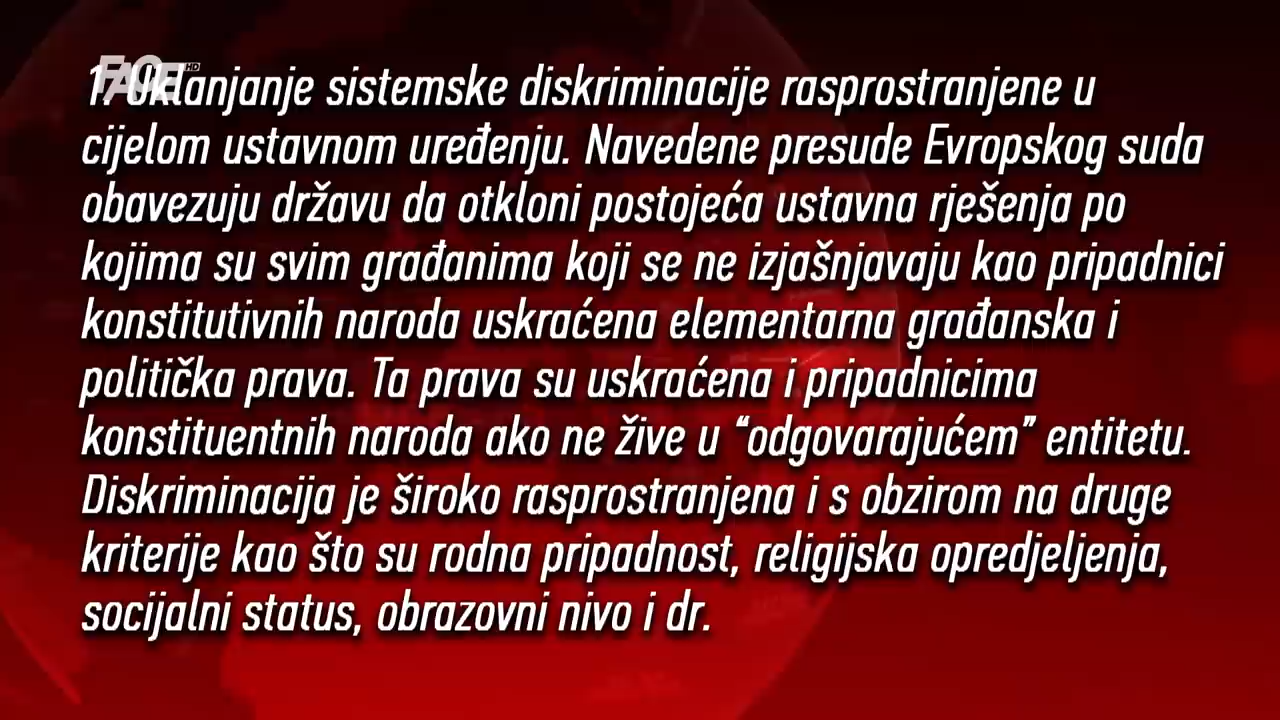 FACE HD
1, Uklanjanje sistemske diskriminacije rasprostranjene u
cijelom ustavnom uređenju. Navedene presude Evropskog suda
obavezuju državu da otkloni postojeća ustavna rješenja po
kojima su svim građanima koji se ne izjašnjavaju kao pripadnici
konstitutivnih naroda uskraćena elementarna građanska i
politička prava. Ta prava su uskraćena i pripadnicima
konstituentnih naroda ako ne žive u “odgovarajućem” entitetu.
Diskriminacija je široko rasprostranjena i s obzirom na druge
kriterije kao što su rodna pripadnost, religijska opredjeljenja,
socijalni status, obrazovni nivo i dr.